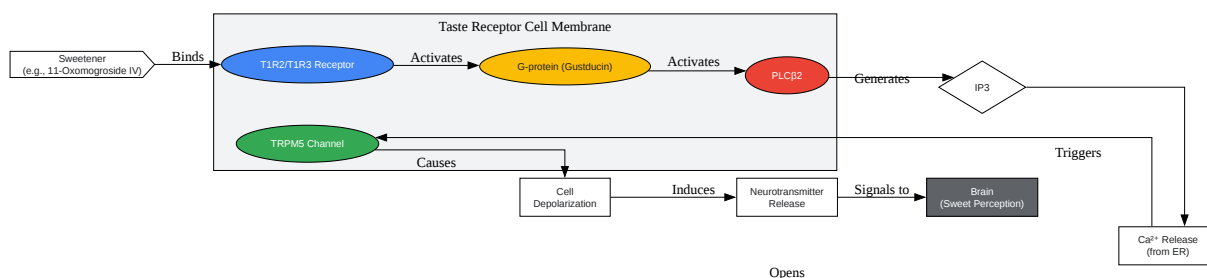 Taste Receptor Cell Membrane
Sweetener
(e.g., 11-Oxomogroside IV)
Binds
T1R2/T1R3 Receptor
Activates
G-protein (Gustducin)
Activates
PLCβ2
Generates
IP3
TRPM5 Channel
Causes
Triggers
Cell
Depolarization
Induces
Neurotransmitter
Release
Signals to
Brain
(Sweet Perception)
Ca²⁺ Release
(from ER)
Opens